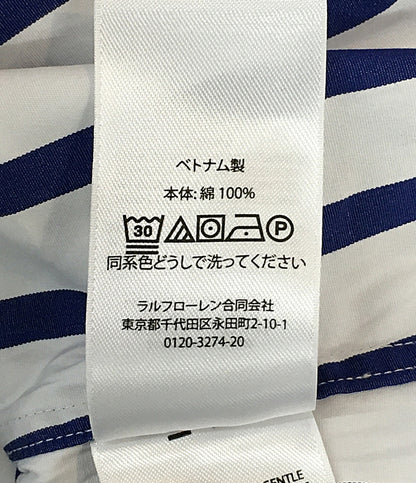 ベトナム製
本体: 綿 100%
30 P
同系色どうしで洗ってください
ラルフローレン合同会社
東京都千代田区永田町2-10-1
0120-3274-20
GENTLE